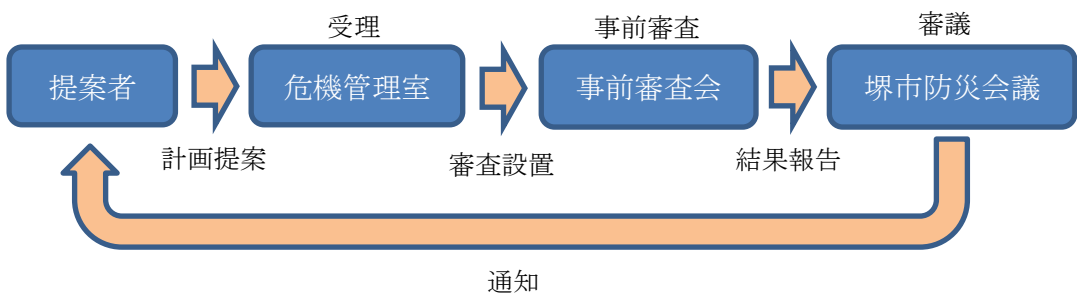 受理
事前審査
審議
提案者
危機管理室
事前審査会
堺市防災会議
計画提案
審査設置
結果報告
通知